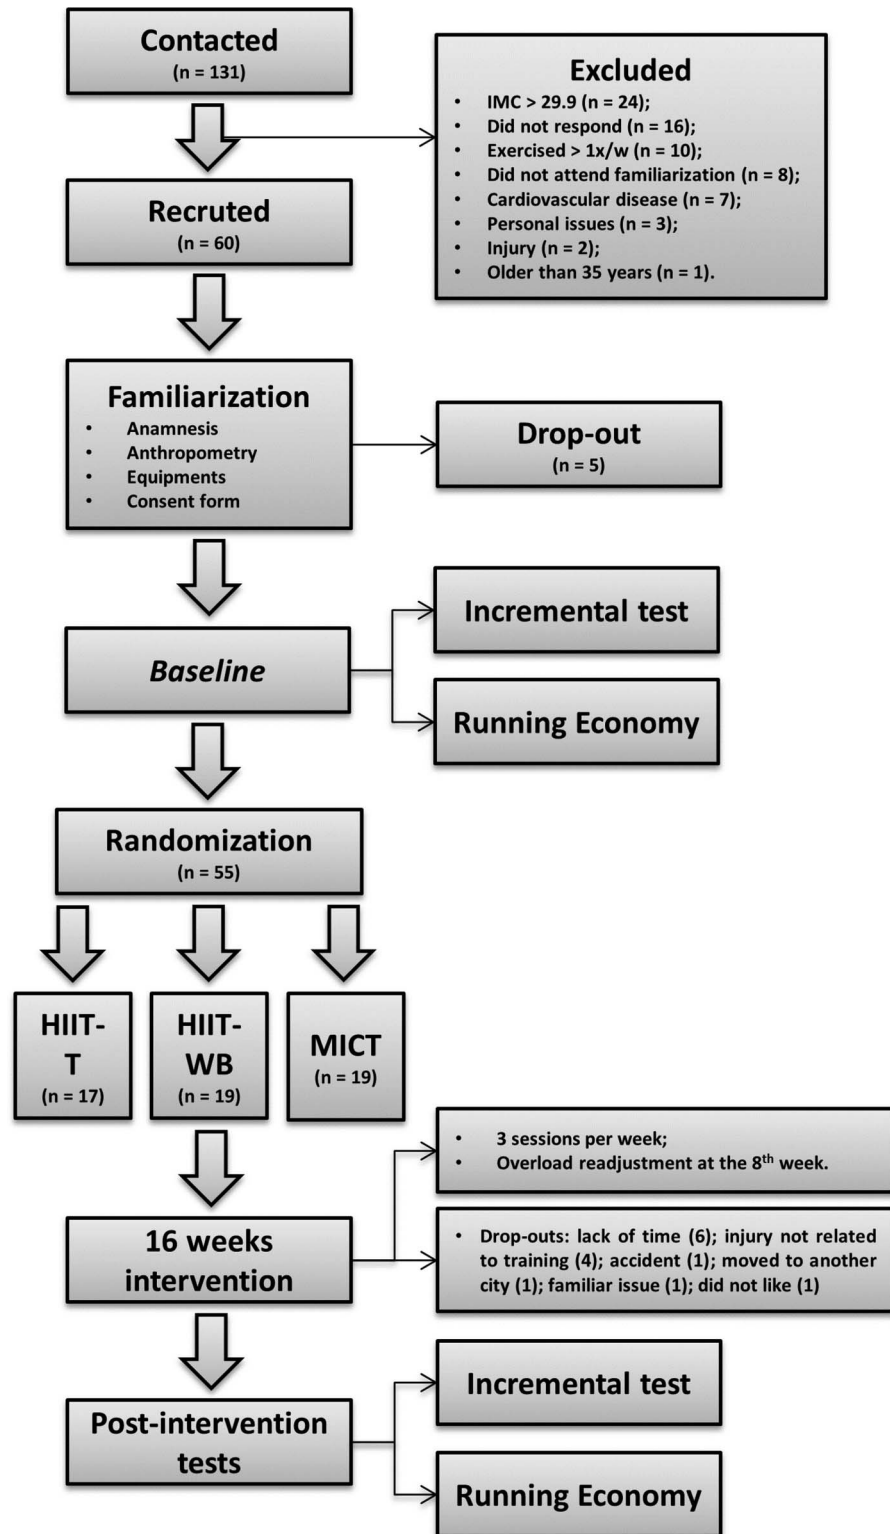 Contacted
(n = 131)
Excluded
• IMC > 29.9 (n = 24);
• Did not respond (n = 16);
• Exercised > 1x/w (n = 10);
• Did not attend familiarization (n = 8);
• Cardiovascular disease (n = 7);
• Personal issues (n = 3);
• Injury (n = 2);
• Older than 35 years (n = 1).
Recruted
(n = 60)
Familiarization
• Anamnesis
• Anthropometry
• Equipments
• Consent form
Drop-out
(n = 5)
Baseline
Incremental test
Running Economy
Randomization
(n = 55)
HIIT-
T
(n = 17)
HIIT-
WB
(n = 19)
MICT
(n = 19)
16 weeks
intervention
• 3 sessions per week;
• Overload readjustment at the 8th week.
• Drop-outs: lack of time (6); injury not related
to training (4); accident (1); moved to another
city (1); familiar issue (1); did not like (1)
Post-intervention
tests
Incremental test
Running Economy